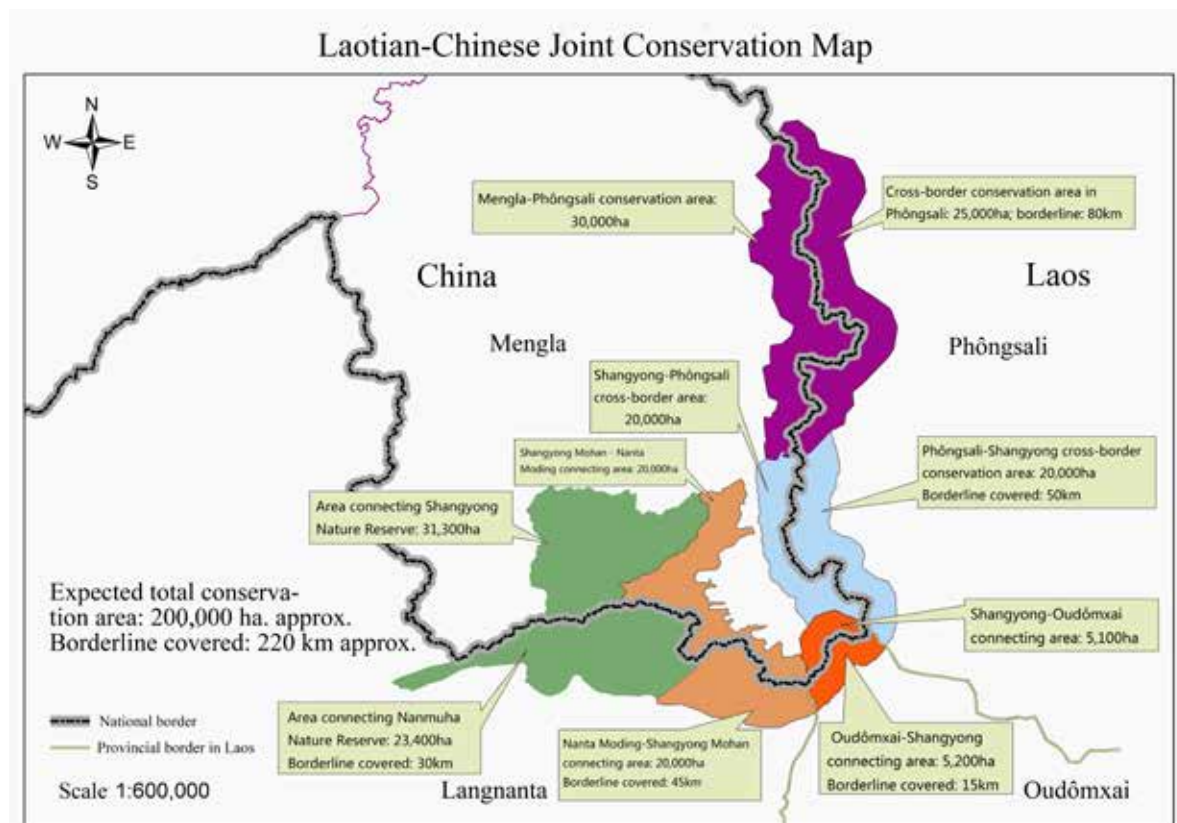 Laotian-Chinese Joint Conservation Map
N
W
E
S
Mengla-Phôngsali conservation area:
30,000ha
Cross-border conservation area in
Phôngsali: 25,000ha; borderline: 80km
China
Laos
Mengla
Phôngsali
Shangyong-Phôngsali
cross-border area:
20,000ha
Shangyong Mohan - Nanta
Moding connecting area: 20,000ha
Phôngsali-Shangyong cross-border
conservation area: 20,000ha
Borderline covered: 50km
Area connecting Shangyong
Nature Reserve: 31,300ha
Expected total conserva-
tion area: 200,000 ha. approx.
Borderline covered: 220 km approx.
Shangyong-Oudômxai
connecting area: 5,100ha
Area connecting Nanmuha
Nature Reserve: 23,400ha
Borderline covered: 30km
Nanta Moding-Shangyong Mohan
connecting area: 20,000ha
Borderline covered: 45km
Oudômxai-Shangyong
connecting area: 5,200ha
Borderline covered: 15km
National border
Provincial border in Laos
Scale 1:600,000
Langnanta
Oudômxai